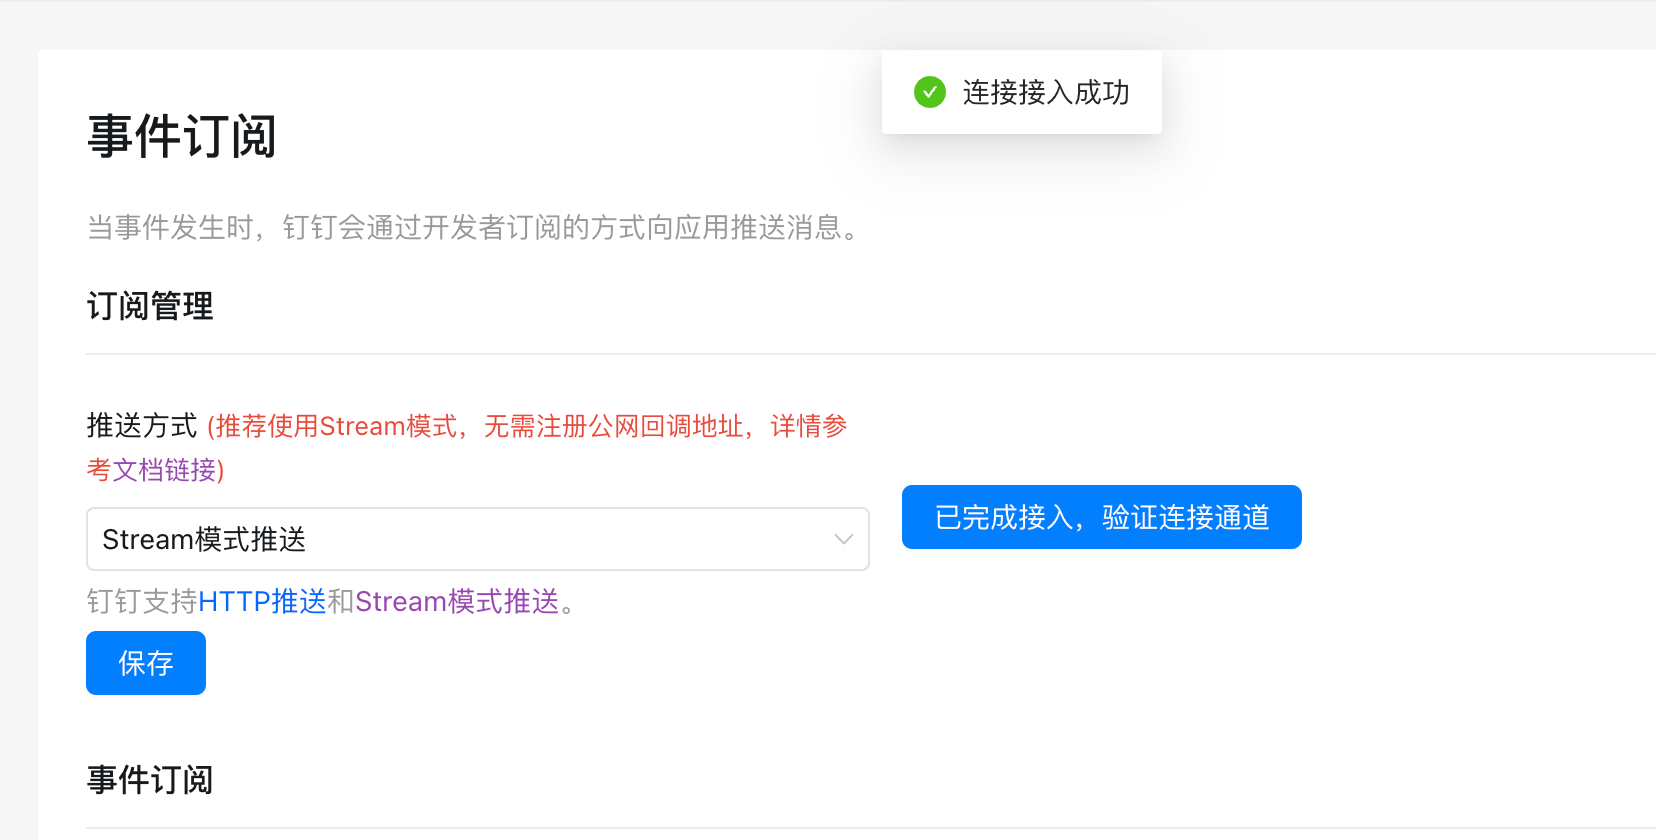 连接接入成功
事件订阅
当事件发生时，钉钉会通过开发者订阅的方式向应用推送消息。
订阅管理
推送方式 (推荐使用Stream模式，无需注册公网回调地址，详情参
考文档链接)
Stream模式推送
已完成接入，验证连接通道
钉钉支持HTTP推送和Stream模式推送。
保存
事件订阅